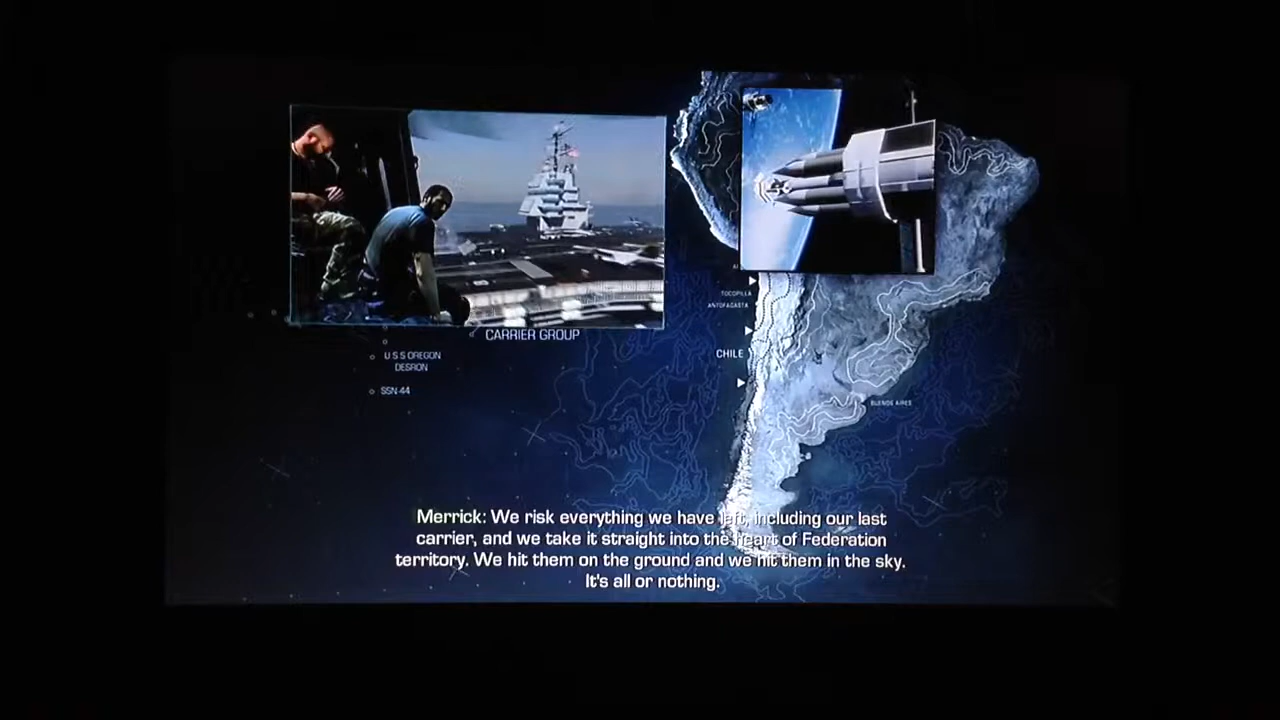 TOCOPILLA
ANTOFAGASTA
CARRIER GROUP
U S S OREGON
DESRON
CHILE
SSN-44
BUENOS AIRES
Merrick: We risk everything we have left, including our last
carrier, and we take it straight into the heart of Federation
territory. We hit them on the ground and we hit them in the sky.
It's all or nothing.